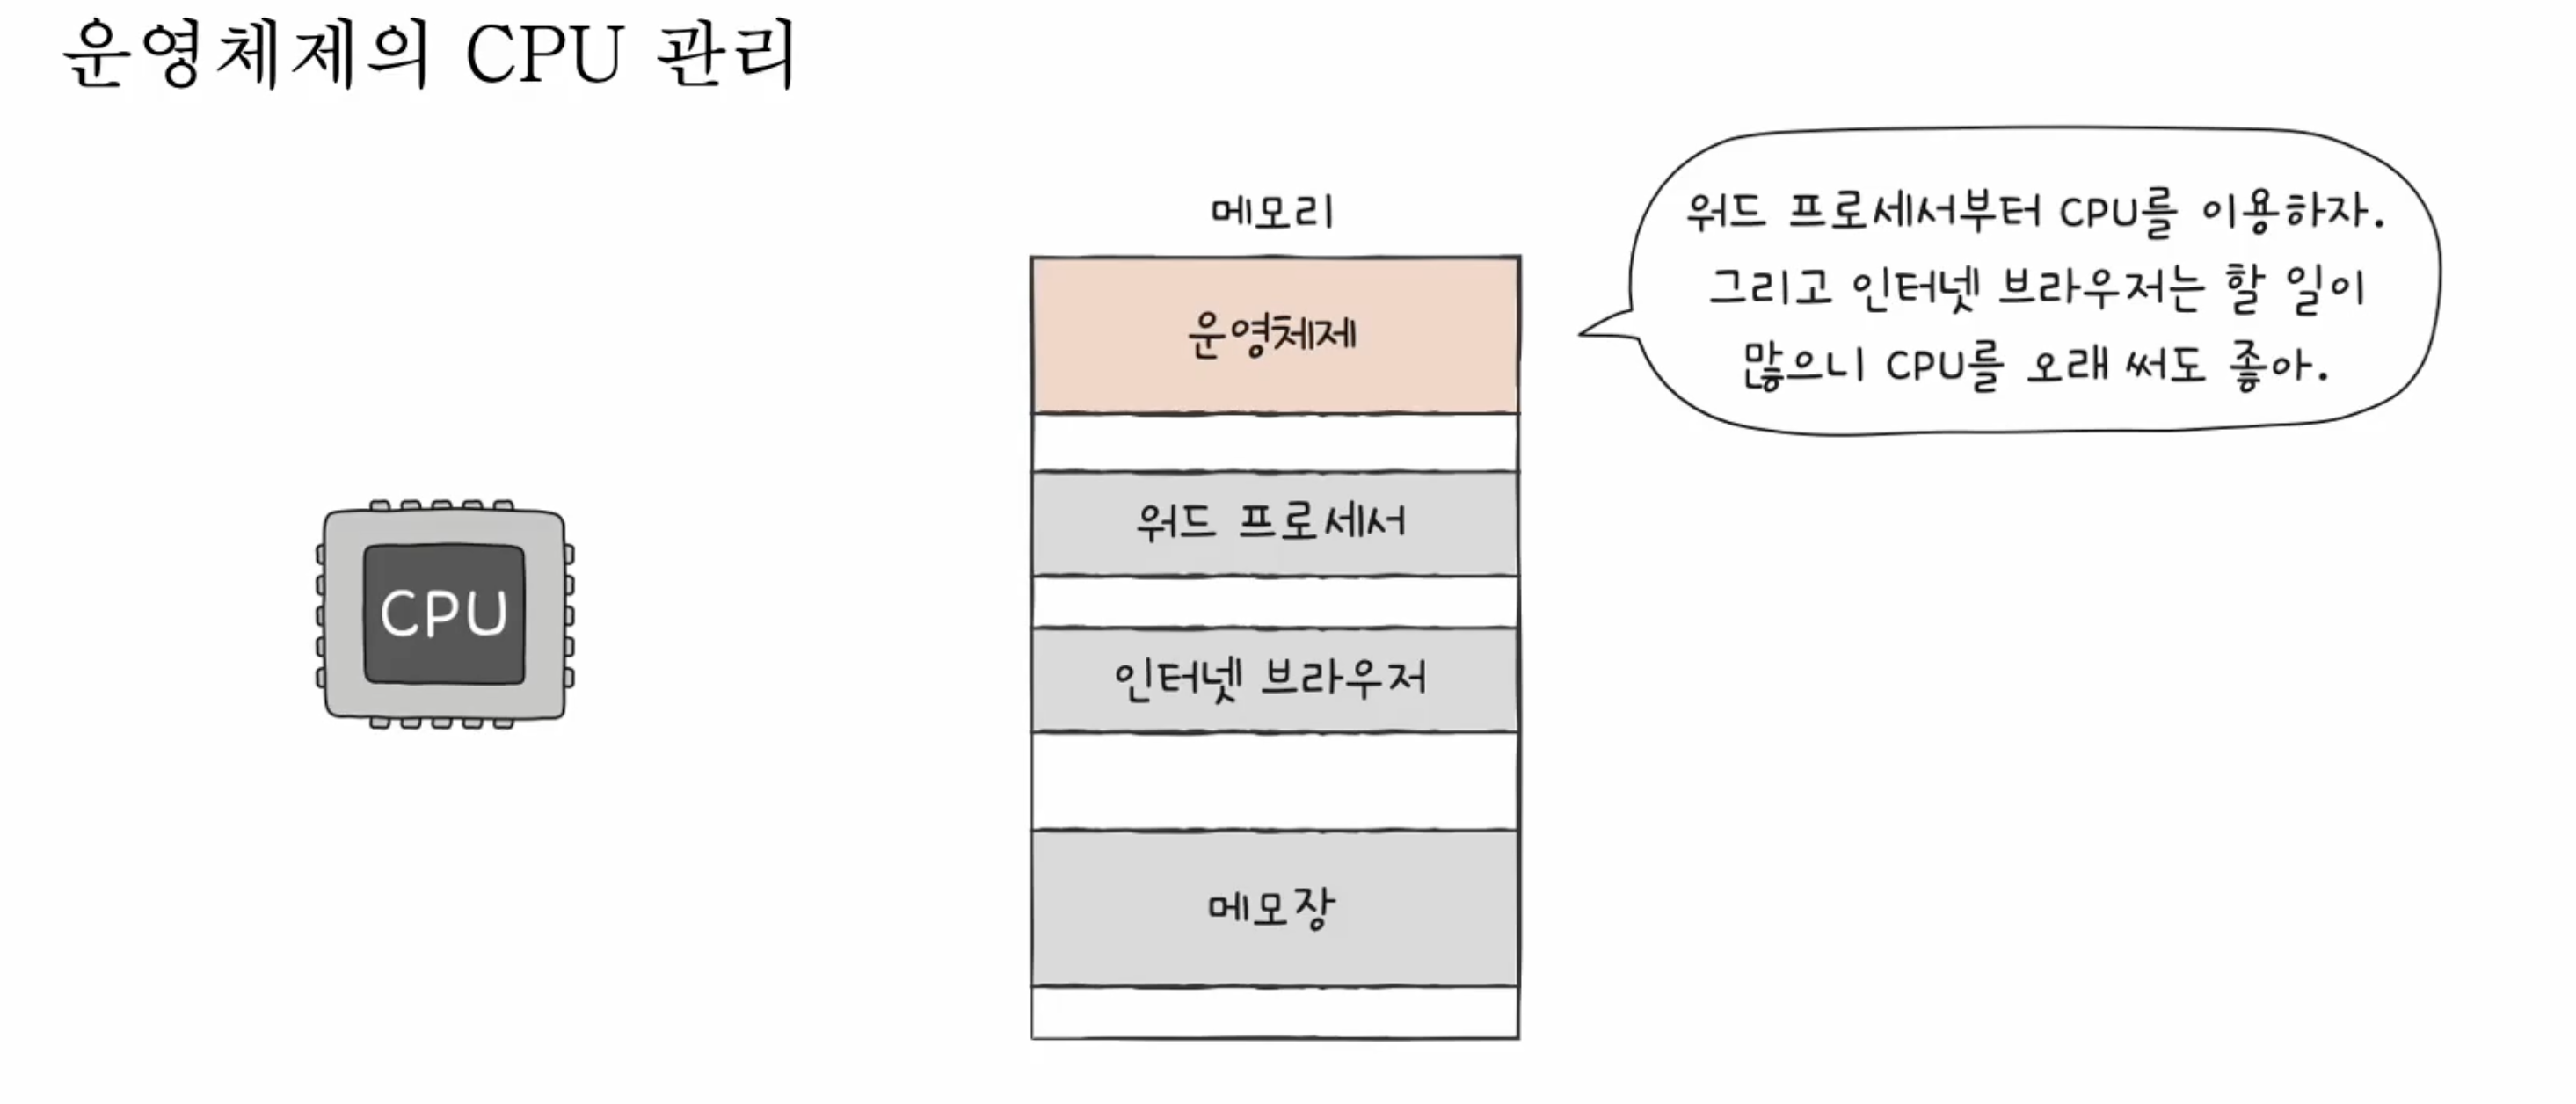 운영체제의 CPU 관리
메모리
워드 프로세서부터 CPU를 이용하자.
그리고 인터넷 브라우저는 할 일이
많으니 CPU를 오래 써도 좋아.
운영체제
워드 프로세서
CPU
인터넷 브라우저
메모장